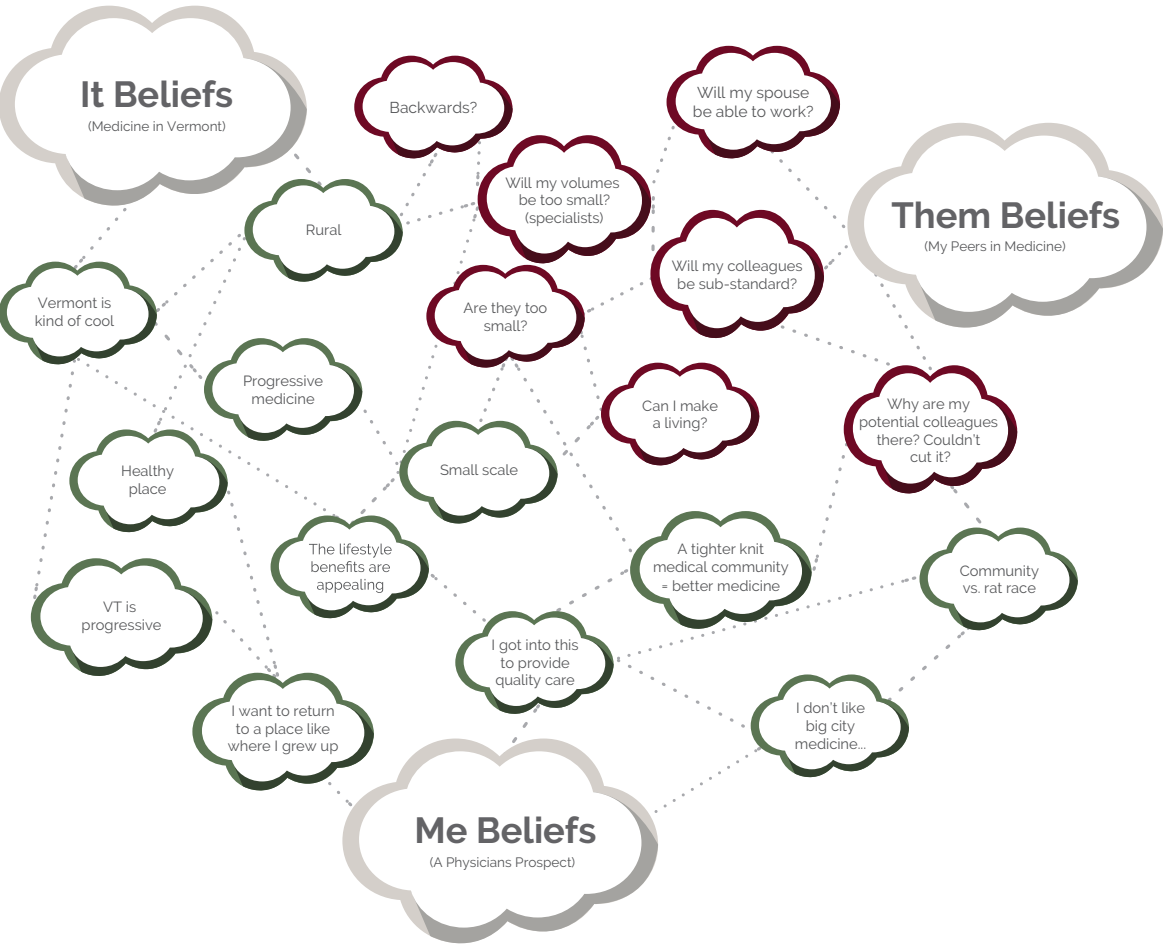 It Beliefs
(Medicine in Vermont)
Backwards?
Will my spouse
be able to work?
Will my volumes
be too small?
(specialists)
Rural
Them Beliefs
(My Peers in Medicine)
Will my colleagues
be sub-standard?
Vermont is
kind of cool
Are they too
small?
Progressive
medicine
Can I make
a living?
Why are my
potential colleagues
there? Couldn't
cut it?
Healthy
place
Small scale
The lifestyle
benefits are
appealing
A tighter knit
medical community
= better medicine
Community
vs. rat race
VT is
progressive
I got into this
to provide
quality care
I want to return
to a place like
where I grew up
I don't like
big city
medicine...
Me Beliefs
(A Physicians Prospect)